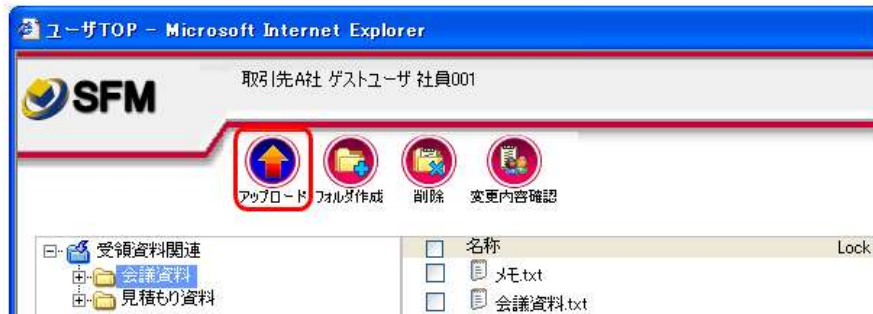 ユーザTOP - Microsoft Internet Explorer
SFM
取引先A社 ゲストユーザ 社員001
アップロード フォルダ作成 削除 変更内容確認
受領資料関連
会議資料
見積もり資料
名称 Lock
メモ.txt
会議資料.txt